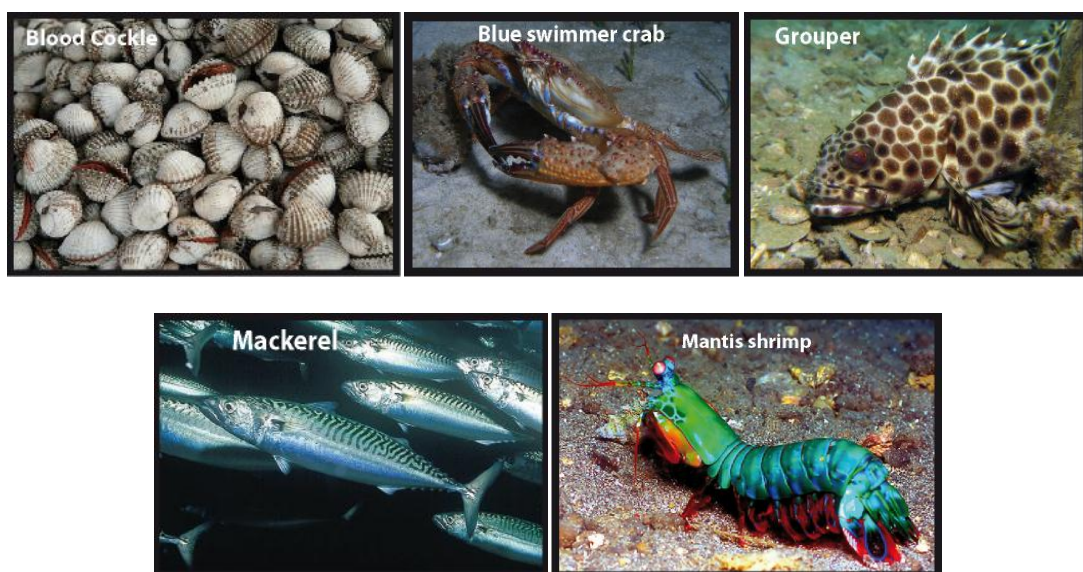 Blood Cockle
Blue swimmer crab
Grouper
Mackerel
Mantis shrimp